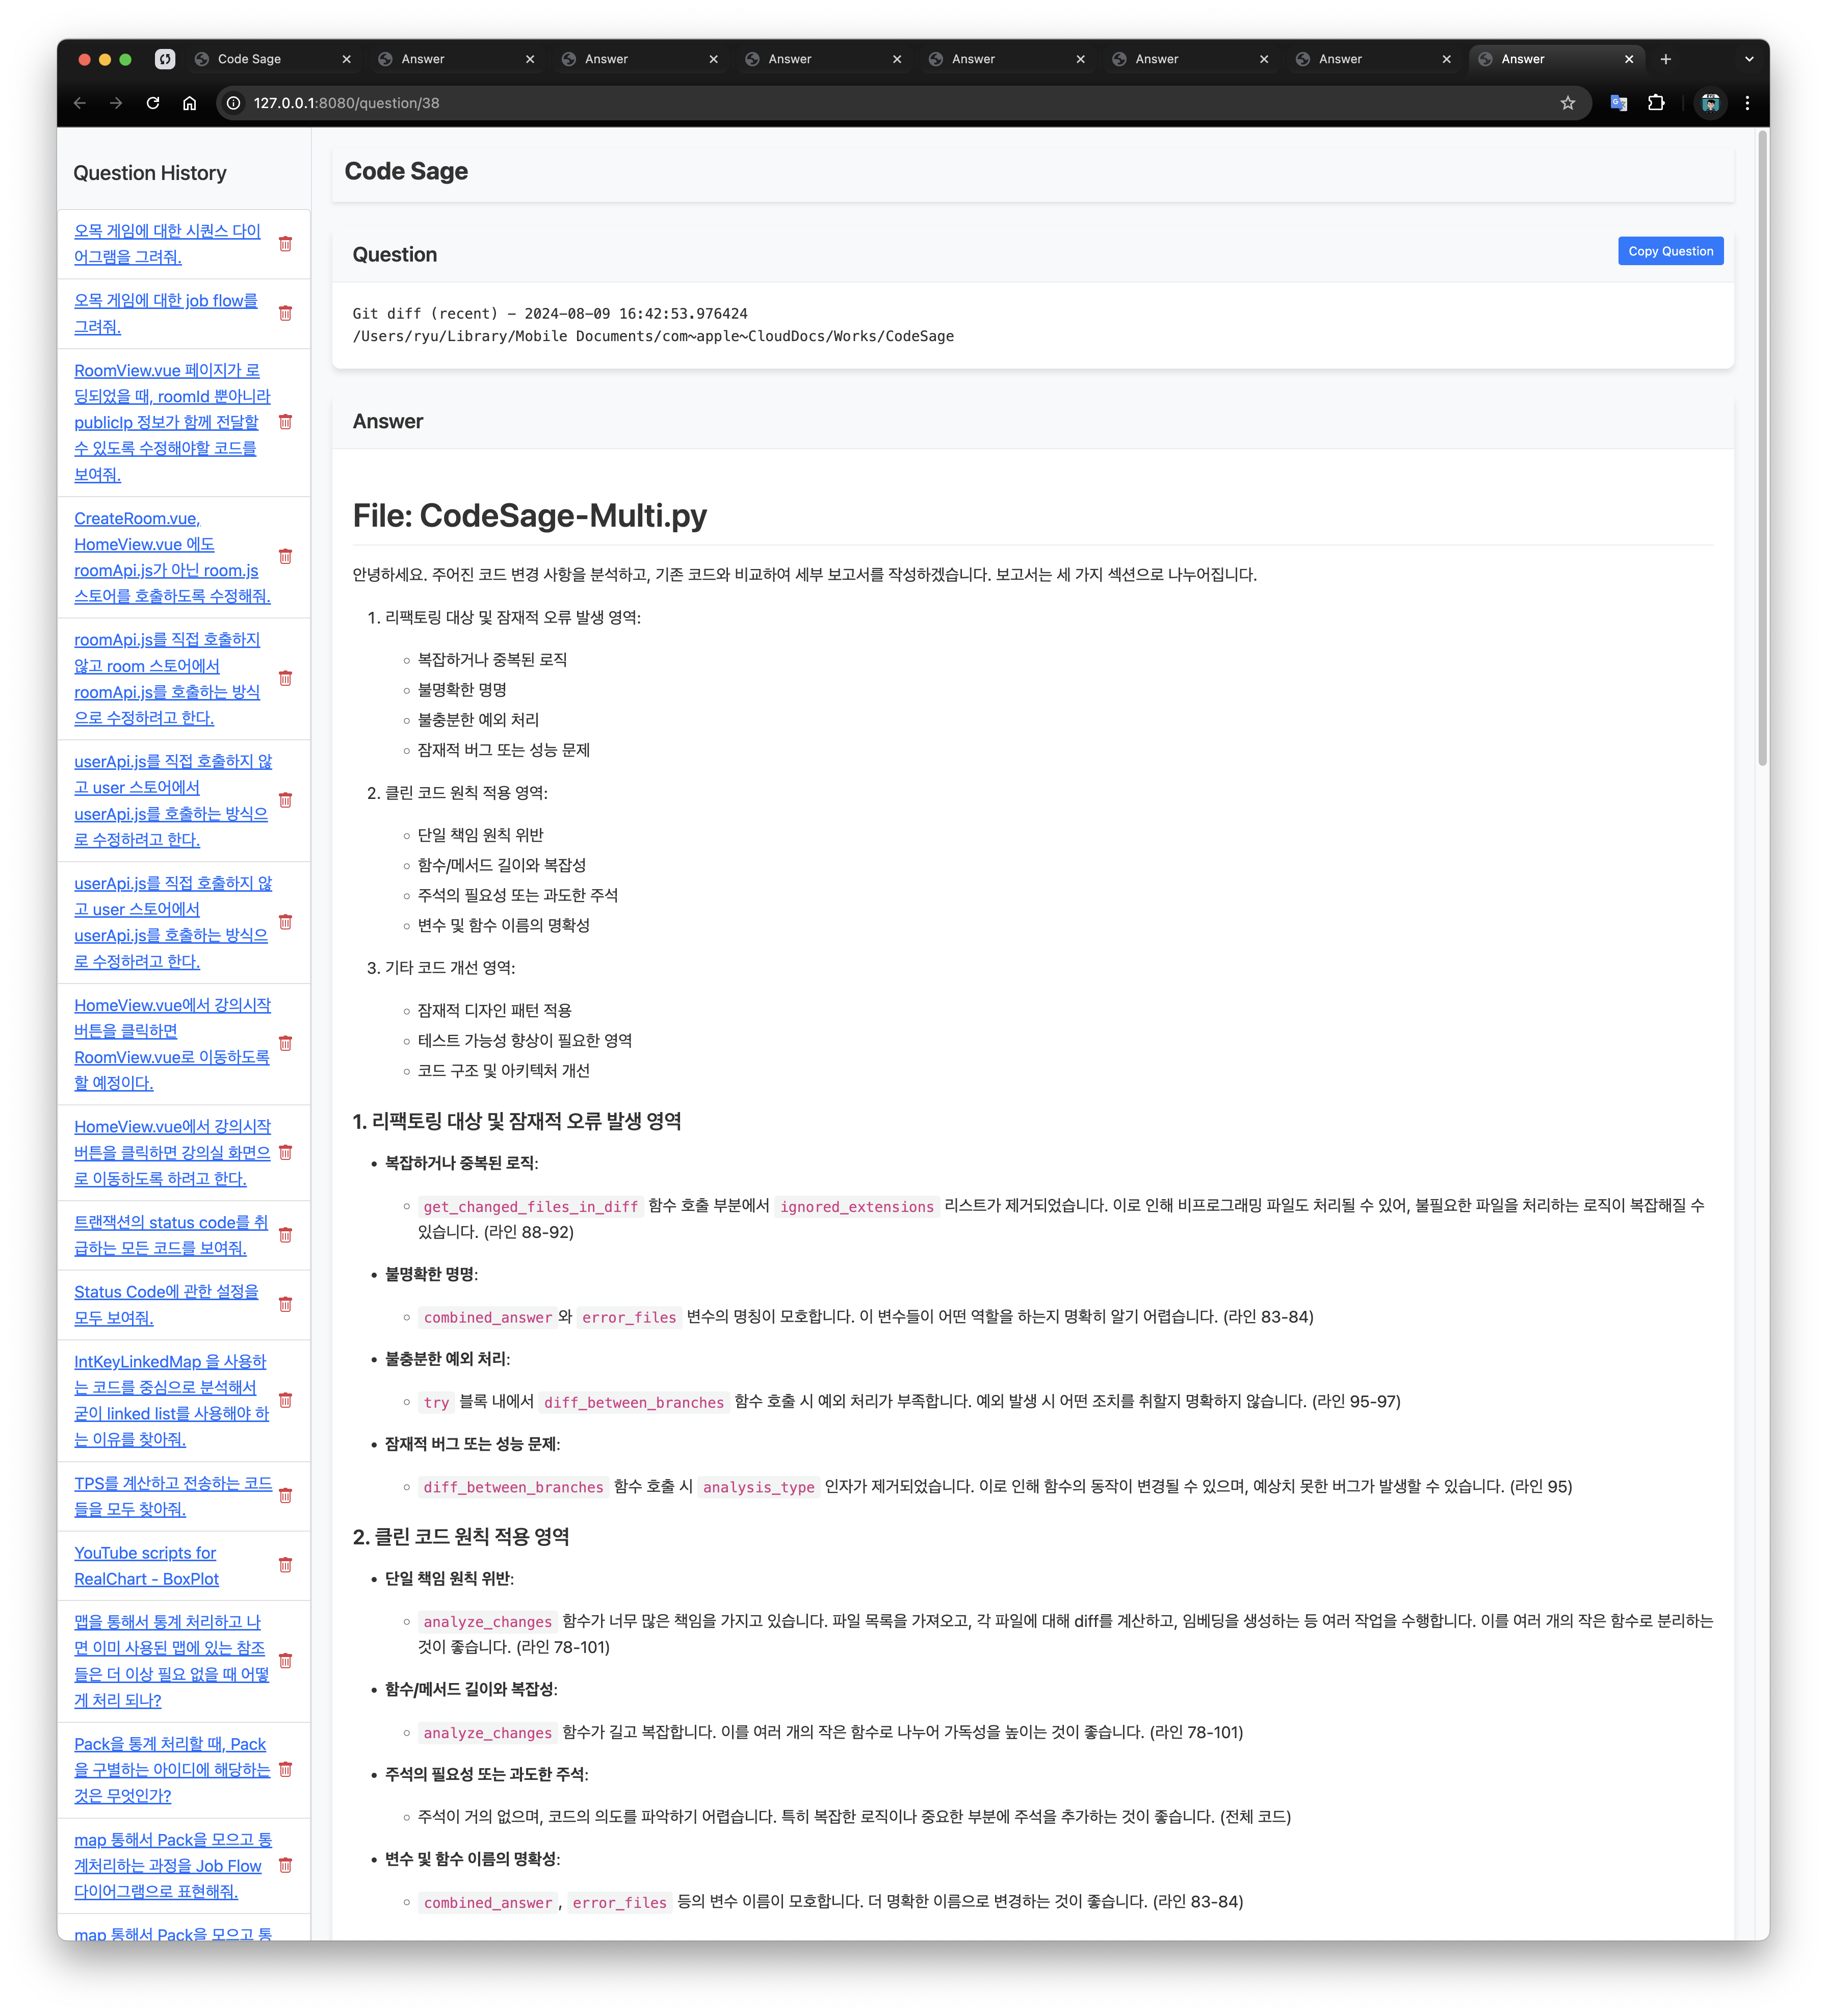 Code Sage
Answer
Answer
Answer
Answer
Answer
Answer
Answer
127.0.0.1:8080/question/38
Question History
오목 게임에 대한 시퀀스 다이
어그램을 그려줘.
오목 게임에 대한 job flow를
그려줘.
RoomView.vue 페이지가 로
딩되었을 때, roomId 뿐아니라
publicIp 정보가 함께 전달할
수 있도록 수정해야할 코드를
보여줘.
CreateRoom.vue,
HomeView.vue 에도
roomApi.js가 아닌 room.js
스토어를 호출하도록 수정해줘.
roomApi.js를 직접 호출하지
않고 room 스토어에서
roomApi.js를 호출하는 방식
으로 수정하려고 한다.
userApi.js를 직접 호출하지 않
고 user 스토어에서
userApi.js를 호출하는 방식으
로 수정하려고 한다.
userApi.js를 직접 호출하지 않
고 user 스토어에서
userApi.js를 호출하는 방식으
로 수정하려고 한다.
HomeView.vue에서 강의시작
버튼을 클릭하면
RoomView.vue로 이동하도록
할 예정이다.
HomeView.vue에서 강의시작
버튼을 클릭하면 강의실 화면으
로 이동하도록 하려고 한다.
트랜잭션의 status code를 취
급하는 모든 코드를 보여줘.
Status Code에 관한 설정을
모두 보여줘.
IntKeyLinkedMap 을 사용하
는 코드를 중심으로 분석해서
굳이 linked list를 사용해야 하
는 이유를 찾아줘.
TPS를 계산하고 전송하는 코드
들을 모두 찾아줘.
YouTube scripts for
RealChart - BoxPlot
맵을 통해서 통계 처리하고 나
면 이미 사용된 맵에 있는 참조
들은 더 이상 필요 없을 때 어떻
게 처리 되나?
Pack을 통계 처리할 때, Pack
을 구별하는 아이디에 해당하는
것은 무엇인가?
map 통해서 Pack을 모으고 통
계처리하는 과정을 Job Flow
다이어그램으로 표현해줘.
map 통해서 Pack을 모으고 통
Code Sage
Question
Copy Question
Git diff (recent) - 2024-08-09 16:42:53.976424
/Users/ryu/Library/Mobile Documents/com~apple~CloudDocs/Works/CodeSage
Answer
File: CodeSage-Multi.py
안녕하세요. 주어진 코드 변경 사항을 분석하고, 기존 코드와 비교하여 세부 보고서를 작성하겠습니다. 보고서는 세 가지 섹션으로 나누어집니다.
1. 리팩토링 대상 및 잠재적 오류 발생 영역:
◦ 복잡하거나 중복된 로직
◦ 불명확한 명명
◦ 불충분한 예외 처리
◦ 잠재적 버그 또는 성능 문제
2. 클린 코드 원칙 적용 영역:
◦ 단일 책임 원칙 위반
◦ 함수/메서드 길이와 복잡성
◦ 주석의 필요성 또는 과도한 주석
◦ 변수 및 함수 이름의 명확성
3. 기타 코드 개선 영역:
◦ 잠재적 디자인 패턴 적용
◦ 테스트 가능성 향상이 필요한 영역
◦ 코드 구조 및 아키텍처 개선
1. 리팩토링 대상 및 잠재적 오류 발생 영역
• 복잡하거나 중복된 로직:
◦ get_changed_files_in_diff 함수 호출 부분에서 ignored_extensions 리스트가 제거되었습니다. 이로 인해 비프로그래밍 파일도 처리될 수 있어, 불필요한 파일을 처리하는 로직이 복잡해질 수
있습니다. (라인 88-92)
• 불명확한 명명:
◦ combined_answer 와 error_files 변수의 명칭이 모호합니다. 이 변수들이 어떤 역할을 하는지 명확히 알기 어렵습니다. (라인 83-84)
• 불충분한 예외 처리:
◦ try 블록 내에서 diff_between_branches 함수 호출 시 예외 처리가 부족합니다. 예외 발생 시 어떤 조치를 취할지 명확하지 않습니다. (라인 95-97)
• 잠재적 버그 또는 성능 문제:
◦ diff_between_branches 함수 호출 시 analysis_type 인자가 제거되었습니다. 이로 인해 함수의 동작이 변경될 수 있으며, 예상치 못한 버그가 발생할 수 있습니다. (라인 95)
2. 클린 코드 원칙 적용 영역
• 단일 책임 원칙 위반:
◦ analyze_changes 함수가 너무 많은 책임을 가지고 있습니다. 파일 목록을 가져오고, 각 파일에 대해 diff를 계산하고, 임베딩을 생성하는 등 여러 작업을 수행합니다. 이를 여러 개의 작은 함수로 분리하는
것이 좋습니다. (라인 78-101)
• 함수/메서드 길이와 복잡성:
◦ analyze_changes 함수가 길고 복잡합니다. 이를 여러 개의 작은 함수로 나누어 가독성을 높이는 것이 좋습니다. (라인 78-101)
• 주석의 필요성 또는 과도한 주석:
◦ 주석이 거의 없으며, 코드의 의도를 파악하기 어렵습니다. 특히 복잡한 로직이나 중요한 부분에 주석을 추가하는 것이 좋습니다. (전체 코드)
• 변수 및 함수 이름의 명확성:
◦ combined_answer , error_files 등의 변수 이름이 모호합니다. 더 명확한 이름으로 변경하는 것이 좋습니다. (라인 83-84)